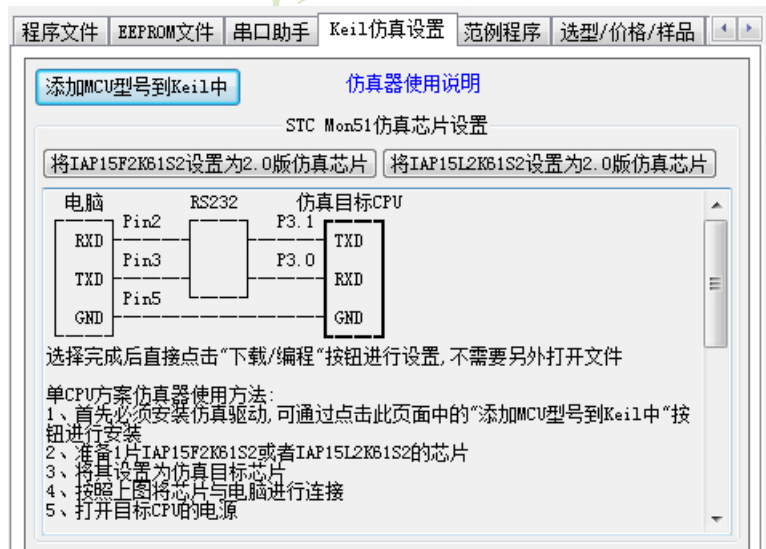 程序文件 EEPROM文件 串口助手 Keil仿真设置 范例程序 选型/价格/样品
添加MCU型号到Keil中 仿真器使用说明
STC Mon51仿真芯片设置
将IAP15F2K61S2设置为2.0版仿真芯片 将IAP15L2K61S2设置为2.0版仿真芯片
电脑 RS232 仿真目标CPU
Pin2 P3.1
RXD TXD
Pin3 P3.0
TXD RXD
Pin5
GND GND
选择完成后直接点击"下载/编程"按钮进行设置,不需要另外打开文件
单CPU方案仿真器使用方法:
1、首先必须安装仿真驱动,可通过点击此页面中的"添加MCU型号到Keil中"按
钮进行安装
2、准备1片IAP15F2K61S2或者IAP15L2K61S2的芯片
3、将其设置为仿真目标芯片
4、按照上图将芯片与电脑进行连接
5、打开目标CPU的电源